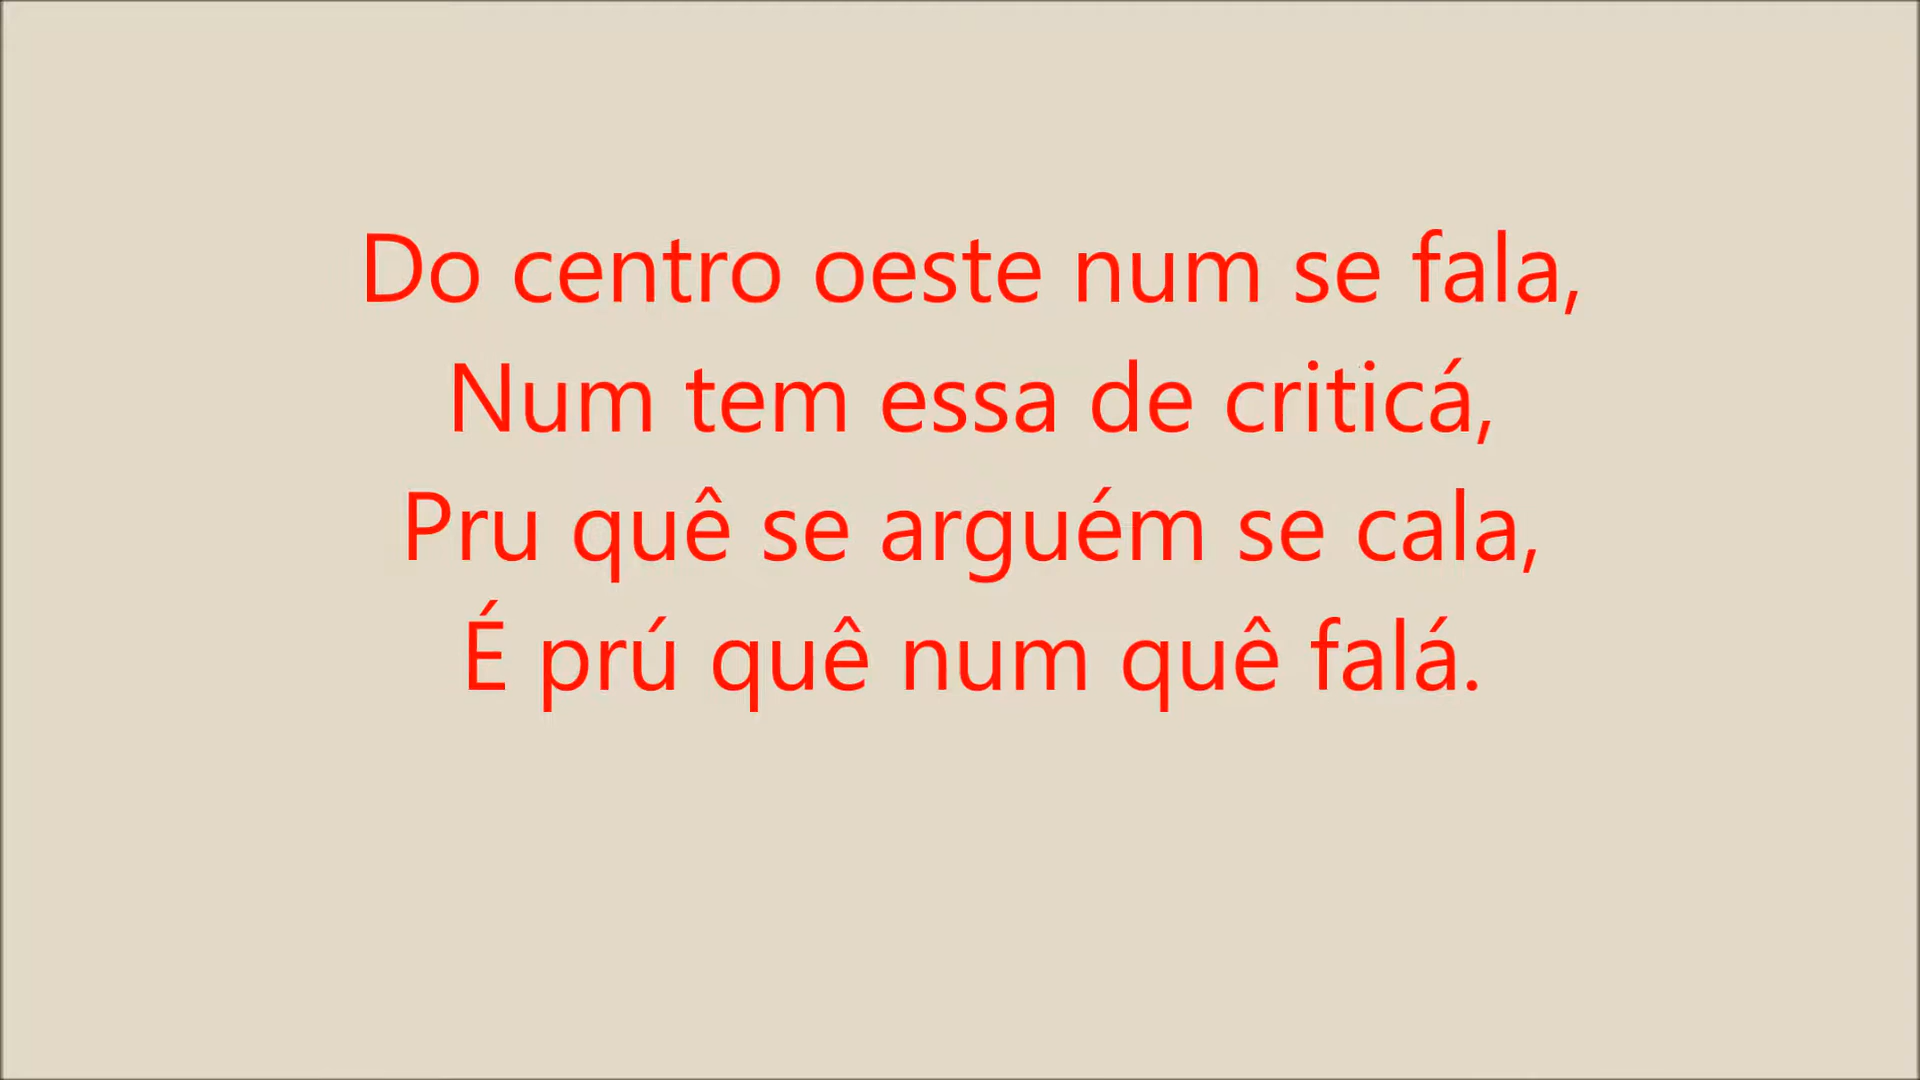 Do centro oeste num se fala,
Num tem essa de criticá,
Pru quê se arguém se cala,
É prú quê num quê falá.